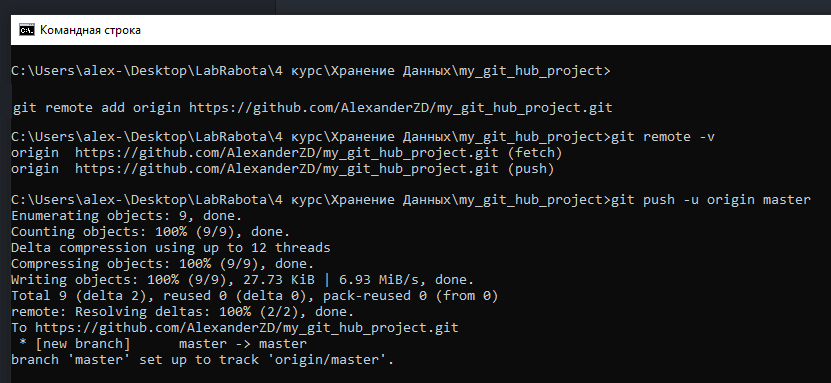 Командная строка
C:\Users\alex-\Desktop\LabRabota\4 курс\Хранение Данных\my_git_hub_project>
git remote add origin https://github.com/AlexanderZD/my_git_hub_project.git
C:\Users\alex-\Desktop\LabRabota\4 курс\Хранение Данных\my_git_hub_project>git remote -v
origin  https://github.com/AlexanderZD/my_git_hub_project.git (fetch)
origin  https://github.com/AlexanderZD/my_git_hub_project.git (push)
C:\Users\alex-\Desktop\LabRabota\4 курс\Хранение Данных\my_git_hub_project>git push -u origin master
Enumerating objects: 9, done.
Counting objects: 100% (9/9), done.
Delta compression using up to 12 threads
Compressing objects: 100% (9/9), done.
Writing objects: 100% (9/9), 27.73 KiB | 6.93 MiB/s, done.
Total 9 (delta 2), reused 0 (delta 0), pack-reused 0 (from 0)
remote: Resolving deltas: 100% (2/2), done.
To https://github.com/AlexanderZD/my_git_hub_project.git
 * [new branch]      master -> master
branch 'master' set up to track 'origin/master'.